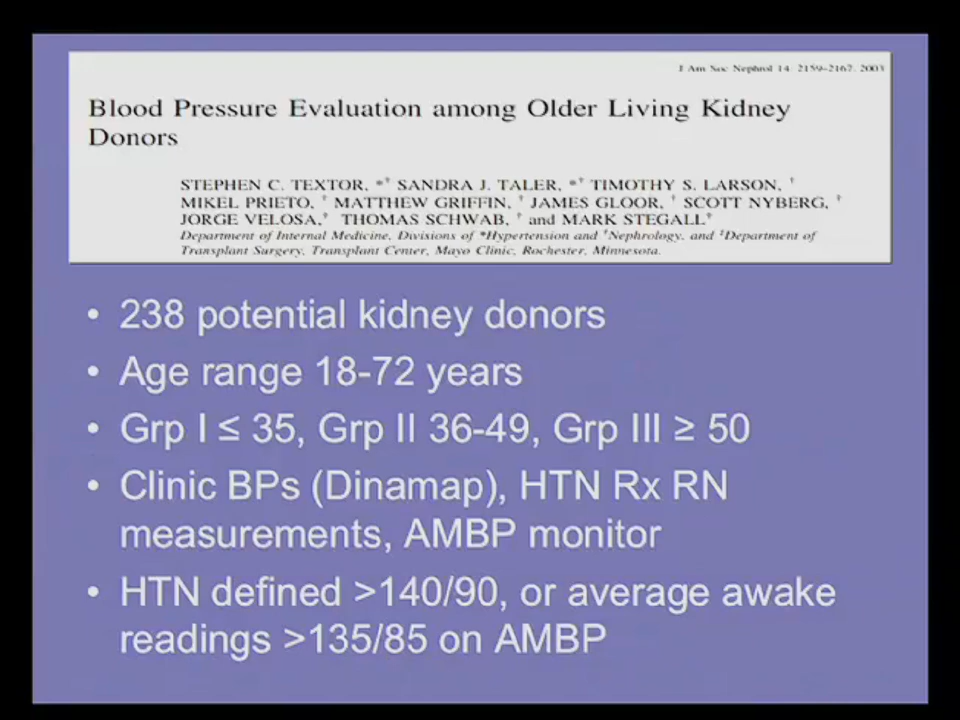 J Am Soc Nephrol 14: 2159–2167, 2003
Blood Pressure Evaluation among Older Living Kidney
Donors
STEPHEN C. TEXTOR, *† SANDRA J. TALER, *† TIMOTHY S. LARSON, †
MIKEL PRIETO, † MATTHEW GRIFFIN, † JAMES GLOOR, † SCOTT NYBERG, †
JORGE VELOSA,† THOMAS SCHWAB, † and MARK STEGALL†
Department of Internal Medicine, Divisions of *Hypertension and †Nephrology, and ‡Department of
Transplant Surgery, Transplant Center, Mayo Clinic, Rochester, Minnesota.
• 238 potential kidney donors
• Age range 18-72 years
• Grp I ≤ 35, Grp II 36-49, Grp III ≥ 50
• Clinic BPs (Dinamap), HTN Rx RN
measurements, AMBP monitor
• HTN defined >140/90, or average awake
readings >135/85 on AMBP